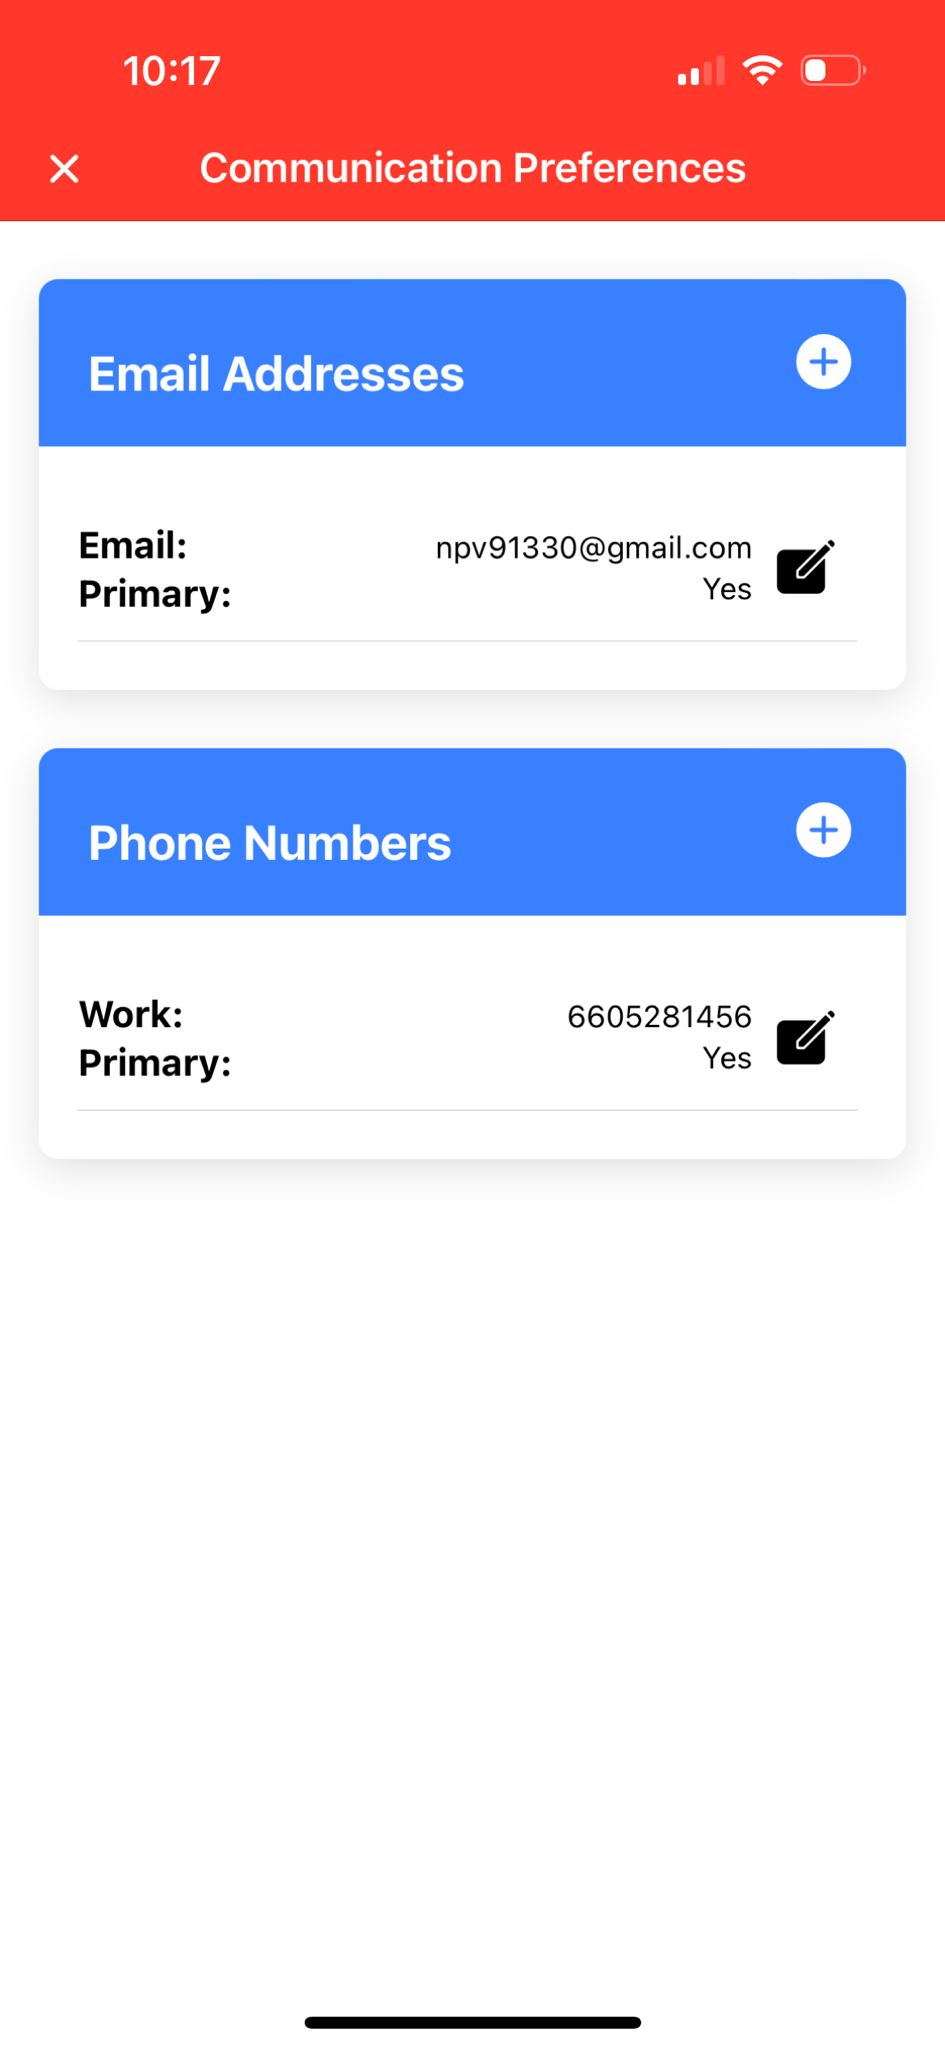 10:17
Communication Preferences
Email Addresses
Email: npv91330@gmail.com
Primary: Yes
Phone Numbers
Work: 6605281456
Primary: Yes